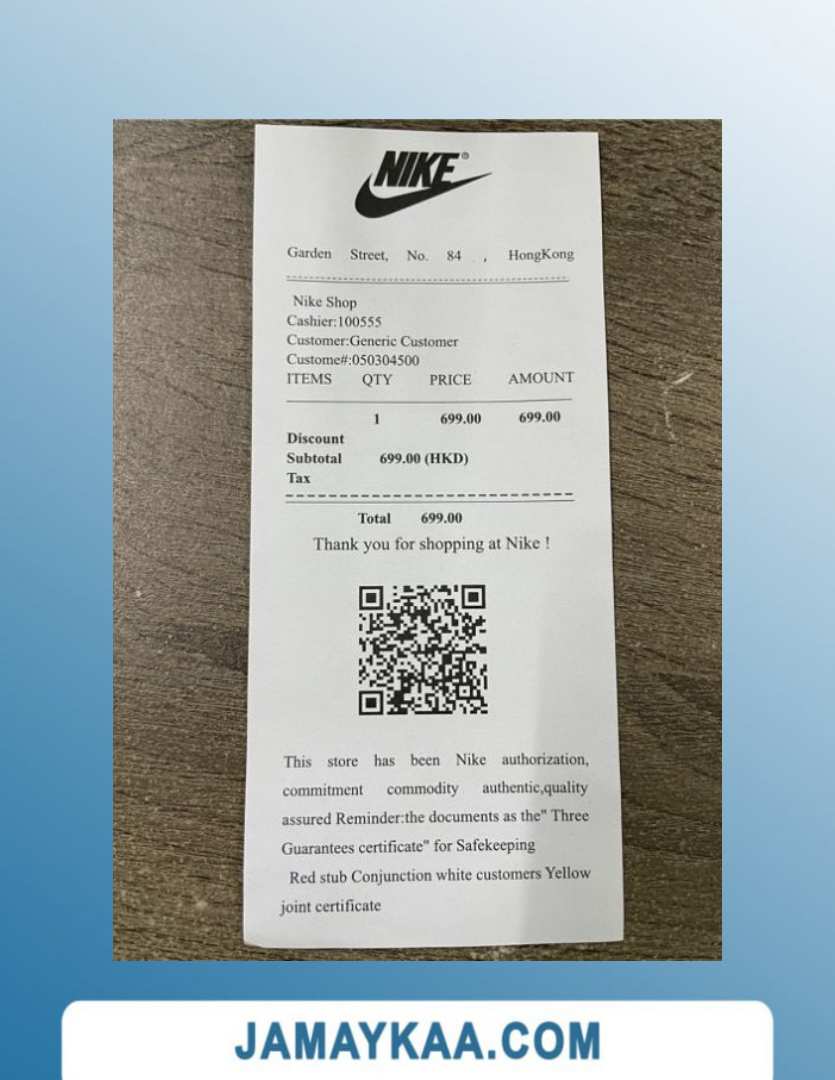 NIKE®
Garden Street, No. 84 , HongKong
Nike Shop
Cashier:100555
Customer:Generic Customer
Custome#:050304500
ITEMS QTY PRICE AMOUNT
1 699.00 699.00
Discount
Subtotal 699.00 (HKD)
Tax
Total 699.00
Thank you for shopping at Nike !
This store has been Nike authorization,
commitment commodity authentic,quality
assured Reminder:the documents as the" Three
Guarantees certificate" for Safekeeping
Red stub Conjunction white customers Yellow
joint certificate
JAMAYKAA.COM